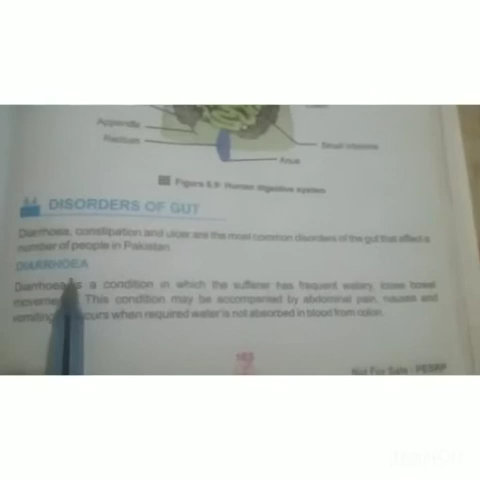 Appendix
Rectum
Small intestine
Anus
Figure 8.9: Human digestive system
DISORDERS OF GUT
Diarrhoea, constipation and ulcer are the most common disorders of the gut that affect a
number of people in Pakistan
DIARRHOEA
Diarrhoea is a condition in which the sufferer has frequent watery, loose bowel
This condition may be accompanied by abdominal pain, nausea and
vomiting occurs when required water is not absorbed in blood from colon.
163
Not For Sale - PESRP